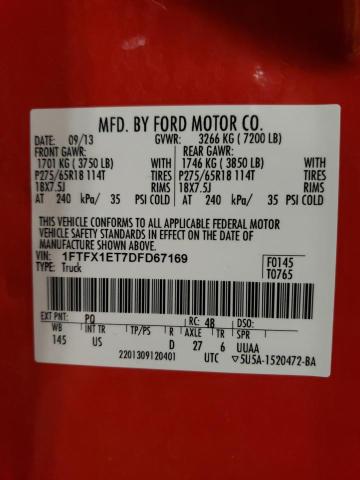 MFD. BY FORD MOTOR CO.
DATE: 09/13 GVWR: 3266 KG ( 7200 LB)
FRONT GAWR: REAR GAWR:
1701 KG ( 3750 LB) WITH 1746 KG ( 3850 LB) WITH
P275/65R18 114T TIRES P275/65R18 114T TIRES
18X7.5J RIMS 18X7.5J RIMS
AT 240 kPa/ 35 PSI COLD AT 240 kPa/ 35 PSI COLD
THIS VEHICLE CONFORMS TO ALL APPLICABLE FEDERAL MOTOR
VEHICLE SAFETY STANDARDS IN EFFECT ON THE DATE OF
MANUFACTURE SHOWN ABOVE.
VIN: 1FTFX1ET7DFD67169 F0145
TYPE: Truck T0765
EXT PNT: PQ RC: 48 DSO:
WB INT TR TP/PS R AXLE TR SPR
145 US D 27 6 UUAA
2201309120401 UTC 5U5A-1520472-BA